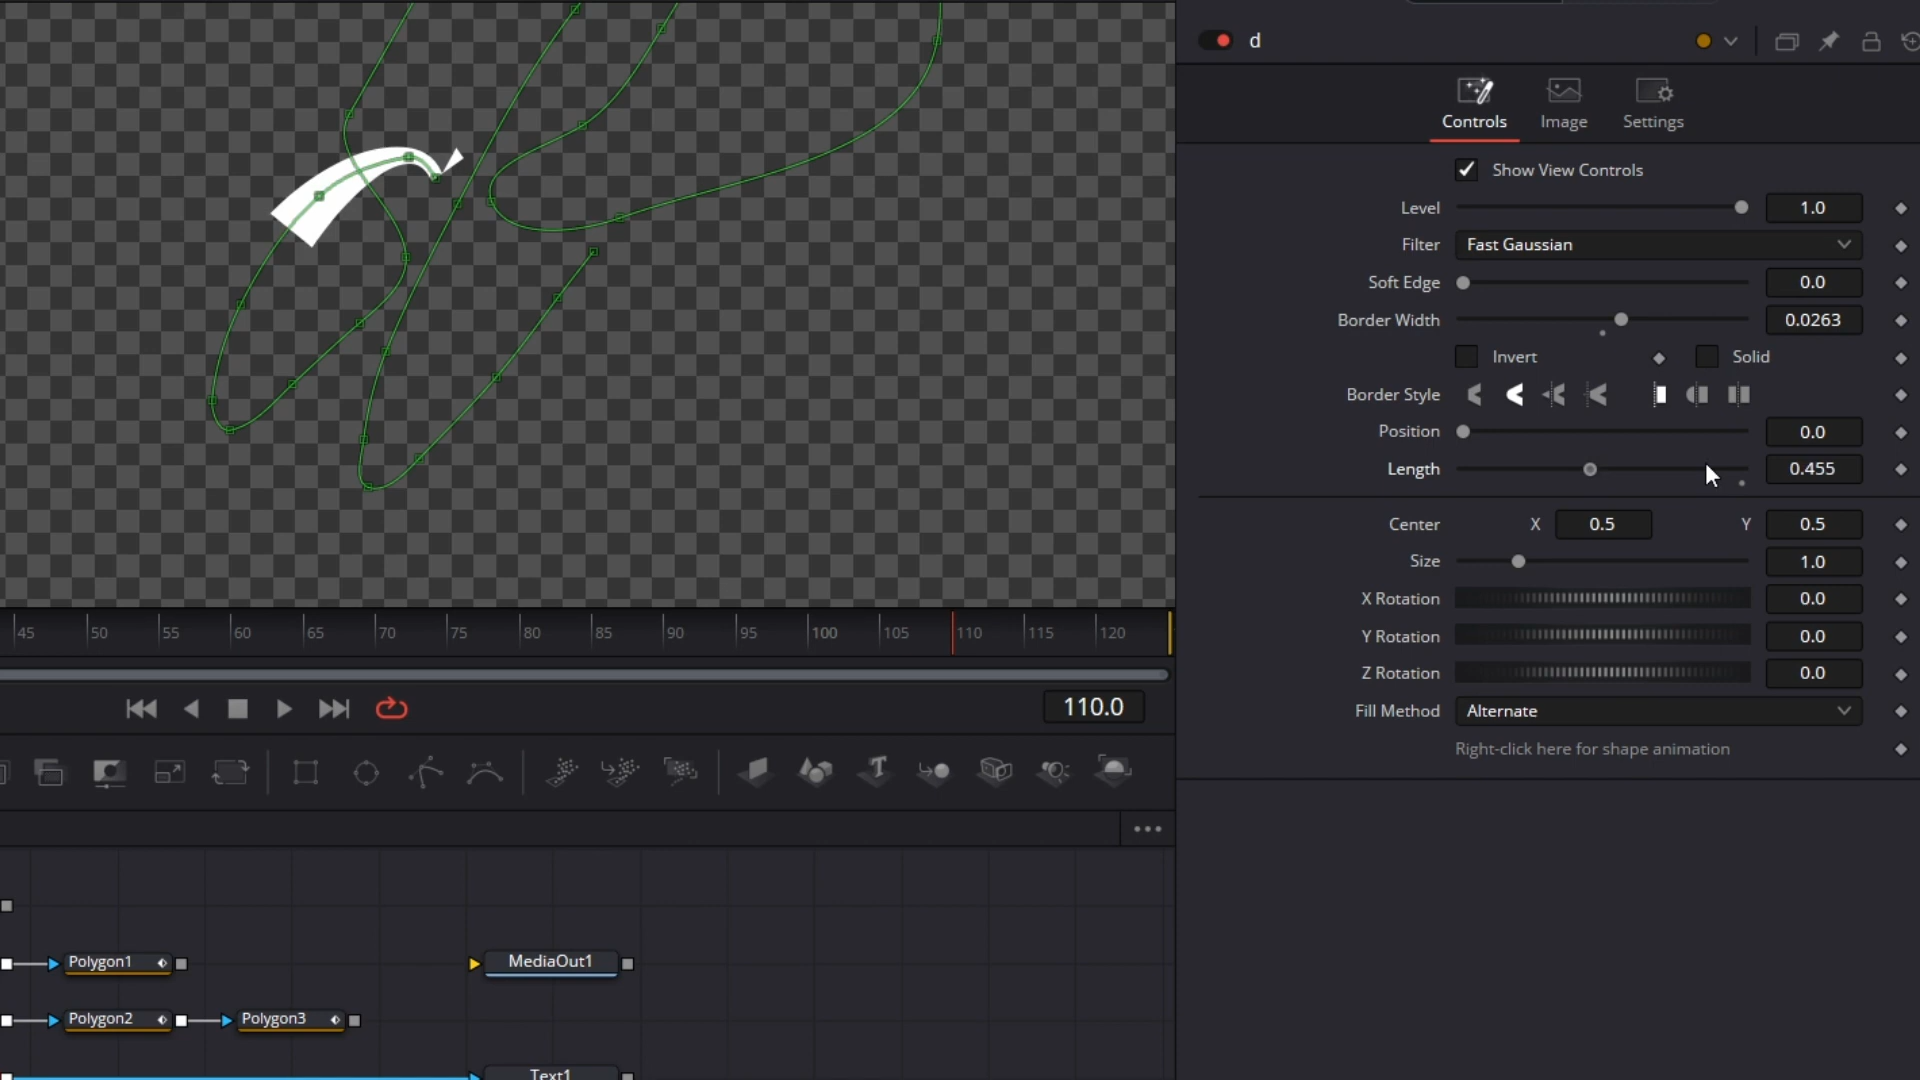 d
Controls Image Settings
Show View Controls
Level 1.0
Filter Fast Gaussian
Soft Edge 0.0
Border Width 0.0263
Invert Solid
Border Style
Position 0.0
Length 0.455
Center X 0.5 Y 0.5
Size 1.0
X Rotation 0.0
Y Rotation 0.0
Z Rotation 0.0
Fill Method Alternate
Right-click here for shape animation
45 50 55 60 65 70 75 80 85 90 95 100 105 110 115 120
110.0
Polygon1 MediaOut1
Polygon2 Polygon3
Text1